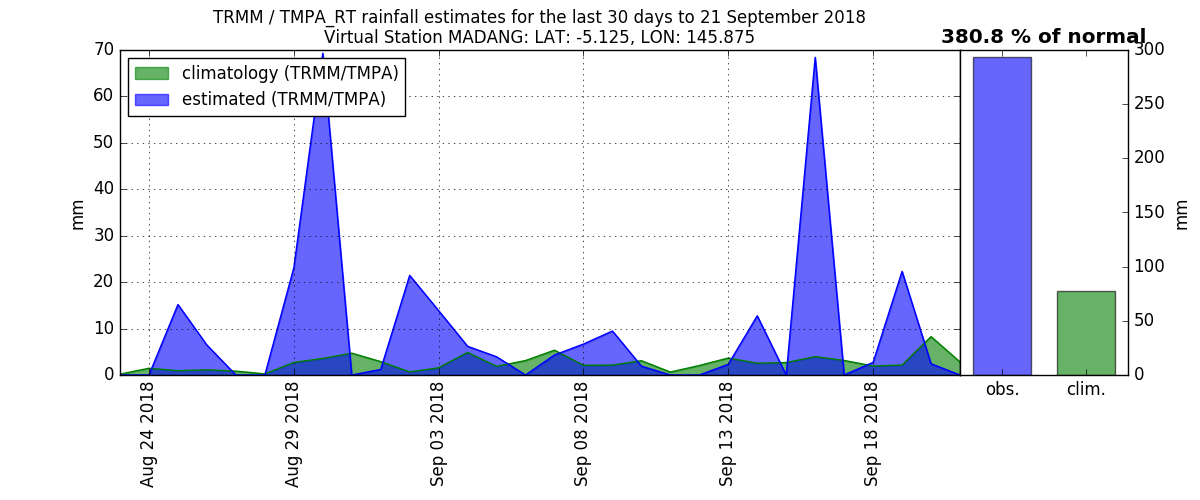 TRMM / TMPA_RT rainfall estimates for the last 30 days to 21 September 2018
Virtual Station MADANG: LAT: -5.125, LON: 145.875
380.8 % of normal
climatology (TRMM/TMPA)
estimated (TRMM/TMPA)
70
60
50
40
30
20
10
0
mm
Aug 24 2018
Aug 29 2018
Sep 03 2018
Sep 08 2018
Sep 13 2018
Sep 18 2018
obs.
clim.
300
250
200
150
100
50
0
mm